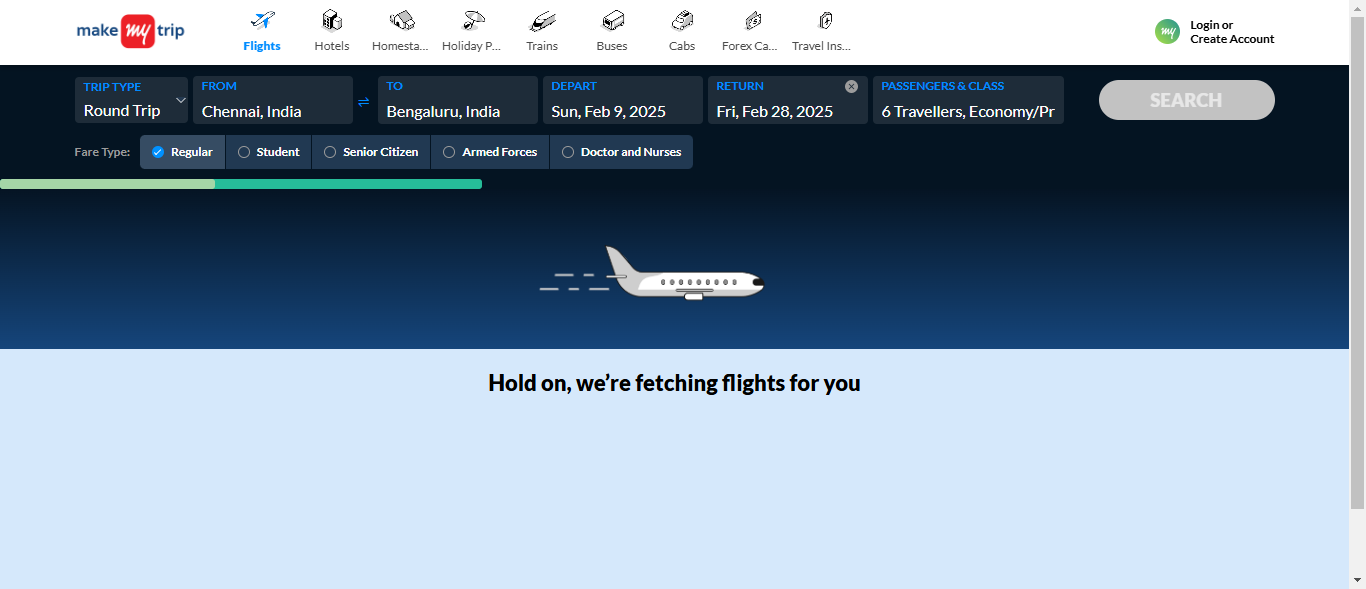 make my trip
Flights
Hotels
Homesta...
Holiday P...
Trains
Buses
Cabs
Forex Ca...
Travel Ins...
my
Login or
Create Account
TRIP TYPE
Round Trip
FROM
Chennai, India
TO
Bengaluru, India
DEPART
Sun, Feb 9, 2025
RETURN
Fri, Feb 28, 2025
PASSENGERS & CLASS
6 Travellers, Economy/Pr
SEARCH
Fare Type:
Regular
Student
Senior Citizen
Armed Forces
Doctor and Nurses
Hold on, we’re fetching flights for you